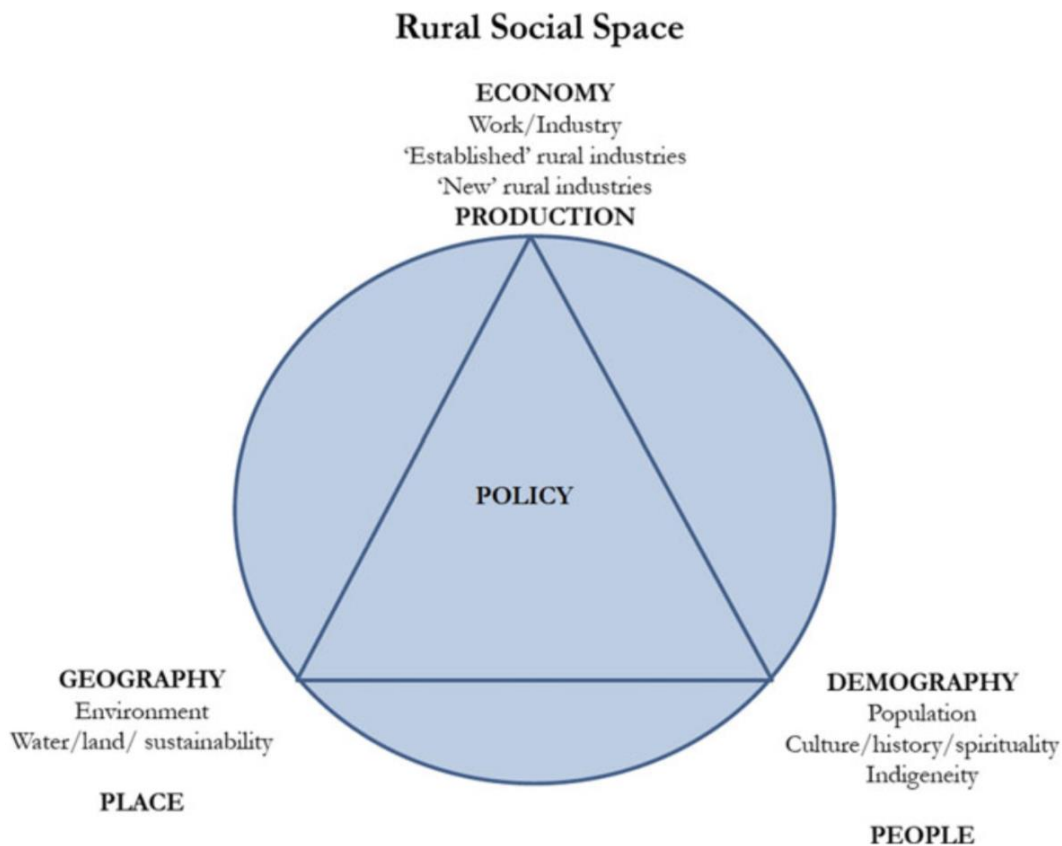 Rural Social Space
ECONOMY
Work/Industry
‘Established’ rural industries
‘New’ rural industries
PRODUCTION
POLICY
GEOGRAPHY
Environment
Water/land/ sustainability
PLACE
DEMOGRAPHY
Population
Culture/history/spirituality
Indigeneity
PEOPLE